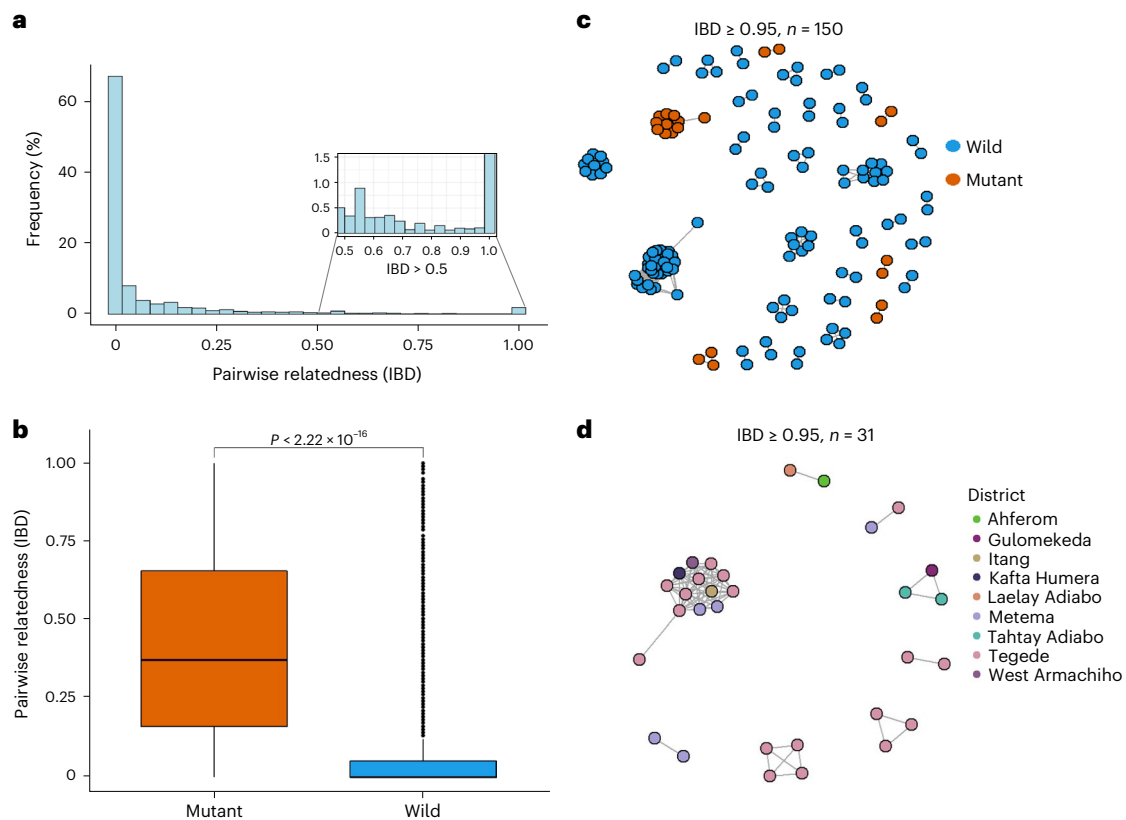 a
Frequency (%)
60
40
20
0
1.5
1.0
0.5
0
0.5 0.6 0.7 0.8 0.9 1.0
IBD > 0.5
0 0.25 0.50 0.75 1.00
Pairwise relatedness (IBD)
b
P < 2.22 × 10⁻¹⁶
Pairwise relatedness (IBD)
1.00
0.75
0.50
0.25
0
Mutant Wild
c
IBD ≥ 0.95, n = 150
Wild
Mutant
d
IBD ≥ 0.95, n = 31
District
Ahferom
Gulomekeda
Itang
Kafta Humera
Laelay Adiabo
Metema
Tahtay Adiabo
Tegede
West Armachiho